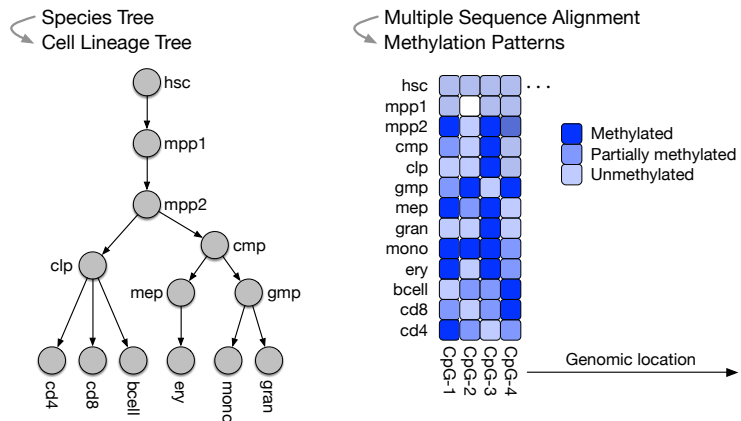 Species Tree
Cell Lineage Tree
hsc
mpp1
mpp2
clp
cmp
mep
gmp
cd4
cd8
bcell
ery
mono
gran
Multiple Sequence Alignment
Methylation Patterns
hsc
mpp1
mpp2
cmp
clp
gmp
mep
gran
mono
ery
bcell
cd8
cd4
...
Methylated
Partially methylated
Unmethylated
CpG-1
CpG-2
CpG-3
CpG-4
Genomic location